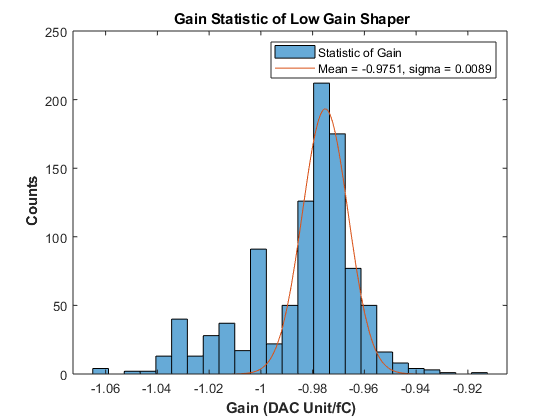 Gain Statistic of Low Gain Shaper
250
200
150
100
50
0
Counts
Statistic of Gain
Mean = -0.9751, sigma = 0.0089
-1.06 -1.04 -1.02 -1 -0.98 -0.96 -0.94 -0.92
Gain (DAC Unit/fC)